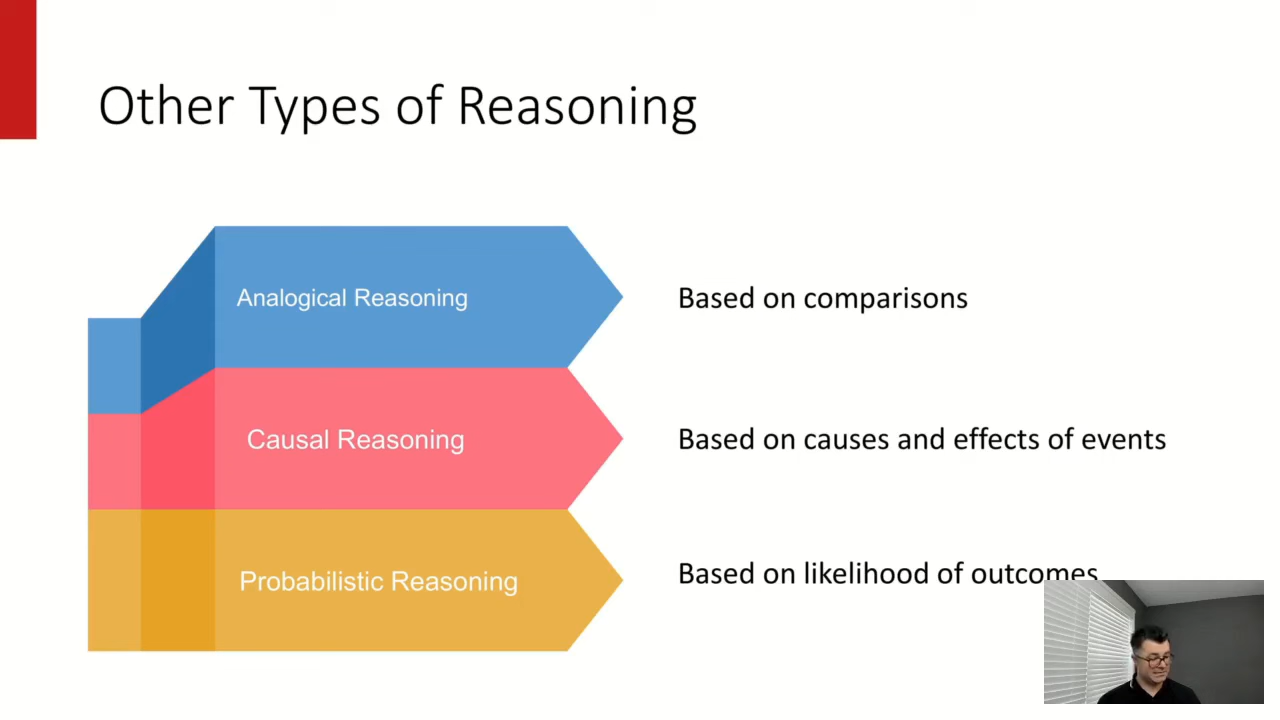 Other Types of Reasoning
Analogical Reasoning
Based on comparisons
Causal Reasoning
Based on causes and effects of events
Probabilistic Reasoning
Based on likelihood of outcomes